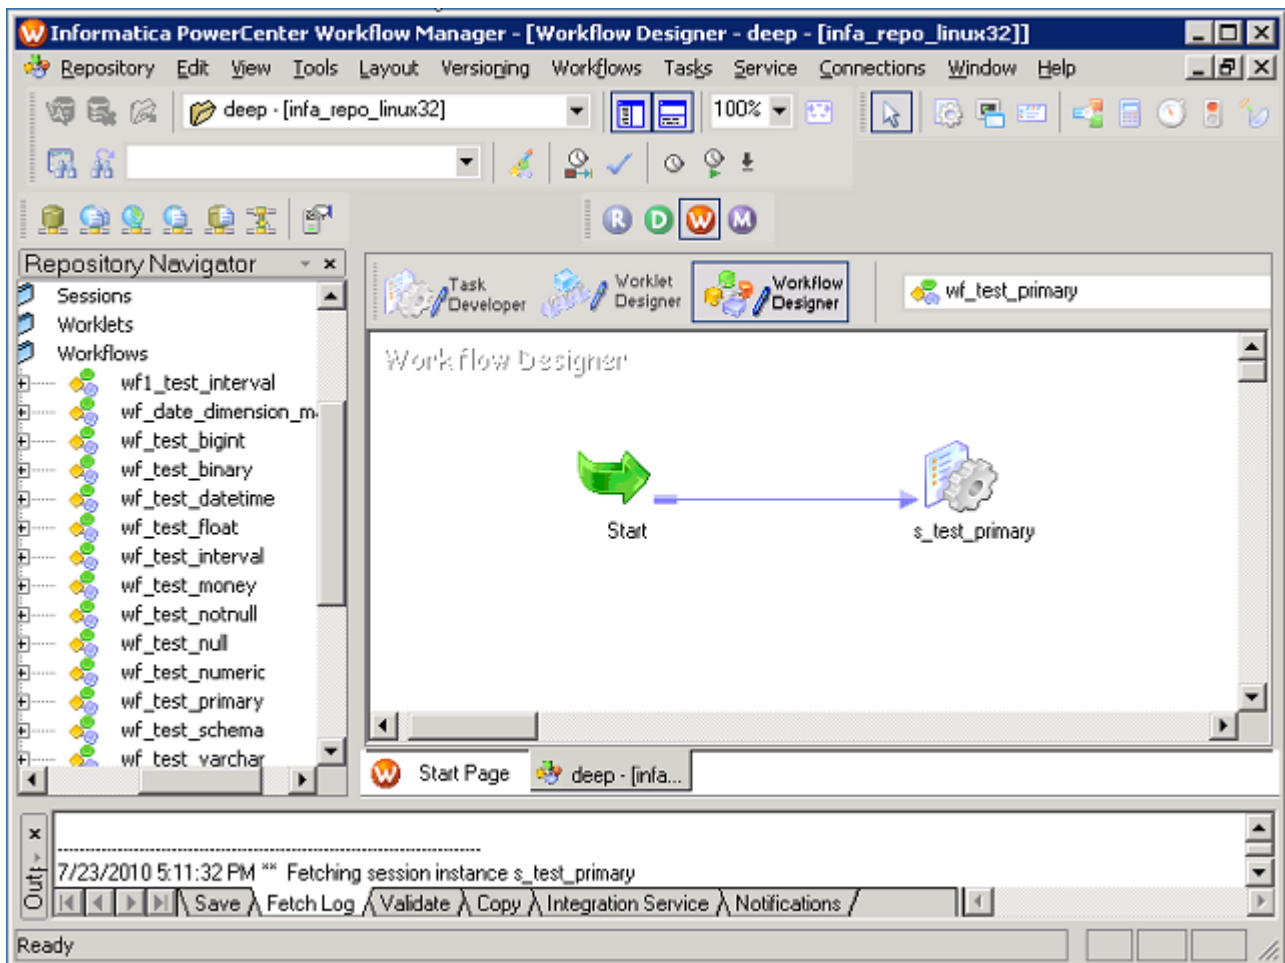 Informatica PowerCenter Workflow Manager - [Workflow Designer - deep - [infa_repo_linux32]]
Repository Edit View Tools Layout Versioning Workflows Tasks Service Connections Window Help
deep - [infa_repo_linux32] 100%
R D W M
Repository Navigator
Sessions
Worklets
Workflows
wf1_test_interval
wf_date_dimension_m
wf_test_bigint
wf_test_binary
wf_test_datetime
wf_test_float
wf_test_interval
wf_test_money
wf_test_notnull
wf_test_null
wf_test_numeric
wf_test_primary
wf_test_schema
wf_test_varchar
Task Developer
Worklet Designer
Workflow Designer
wf_test_primary
Workflow Designer
Start
s_test_primary
Start Page deep - [infa...
Outp
--------------------------------------------------------------------------------
7/23/2010 5:11:32 PM ** Fetching session instance s_test_primary
Save Fetch Log Validate Copy Integration Service Notifications
Ready